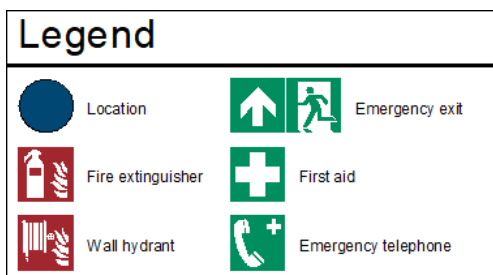 Legend
Location
Emergency exit
Fire extinguisher
First aid
Wall hydrant
Emergency telephone